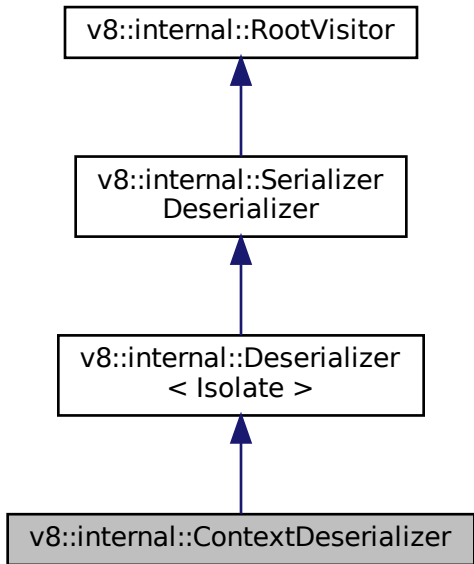 v8::internal::RootVisitor
v8::internal::Serializer
Deserializer
v8::internal::Deserializer
< Isolate >
v8::internal::ContextDeserializer